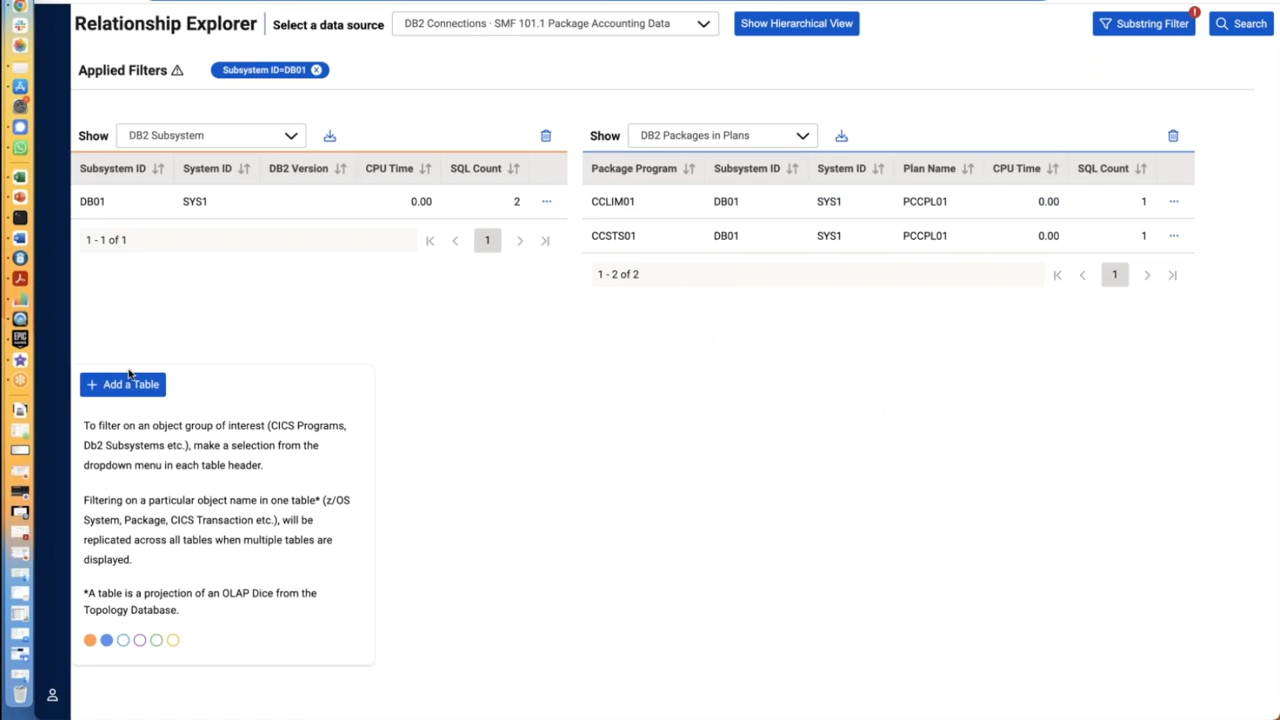 Relationship Explorer
Select a data source
DB2 Connections · SMF 101.1 Package Accounting Data
Show Hierarchical View
Substring Filter
!
Search
Applied Filters
Subsystem ID=DB01
Show
DB2 Subsystem
Subsystem ID System ID DB2 Version CPU Time SQL Count
DB01 SYS1 0.00 2 ...
1 - 1 of 1
1
Show
DB2 Packages in Plans
Package Program Subsystem ID System ID Plan Name CPU Time SQL Count
CCLIM01 DB01 SYS1 PCCPL01 0.00 1 ...
CCSTS01 DB01 SYS1 PCCPL01 0.00 1 ...
1 - 2 of 2
1
+ Add a Table
To filter on an object group of interest (CICS Programs,
Db2 Subsystems etc.), make a selection from the
dropdown menu in each table header.
Filtering on a particular object name in one table* (z/OS
System, Package, CICS Transaction etc.), will be
replicated across all tables when multiple tables are
displayed.
*A table is a projection of an OLAP Dice from the
Topology Database.